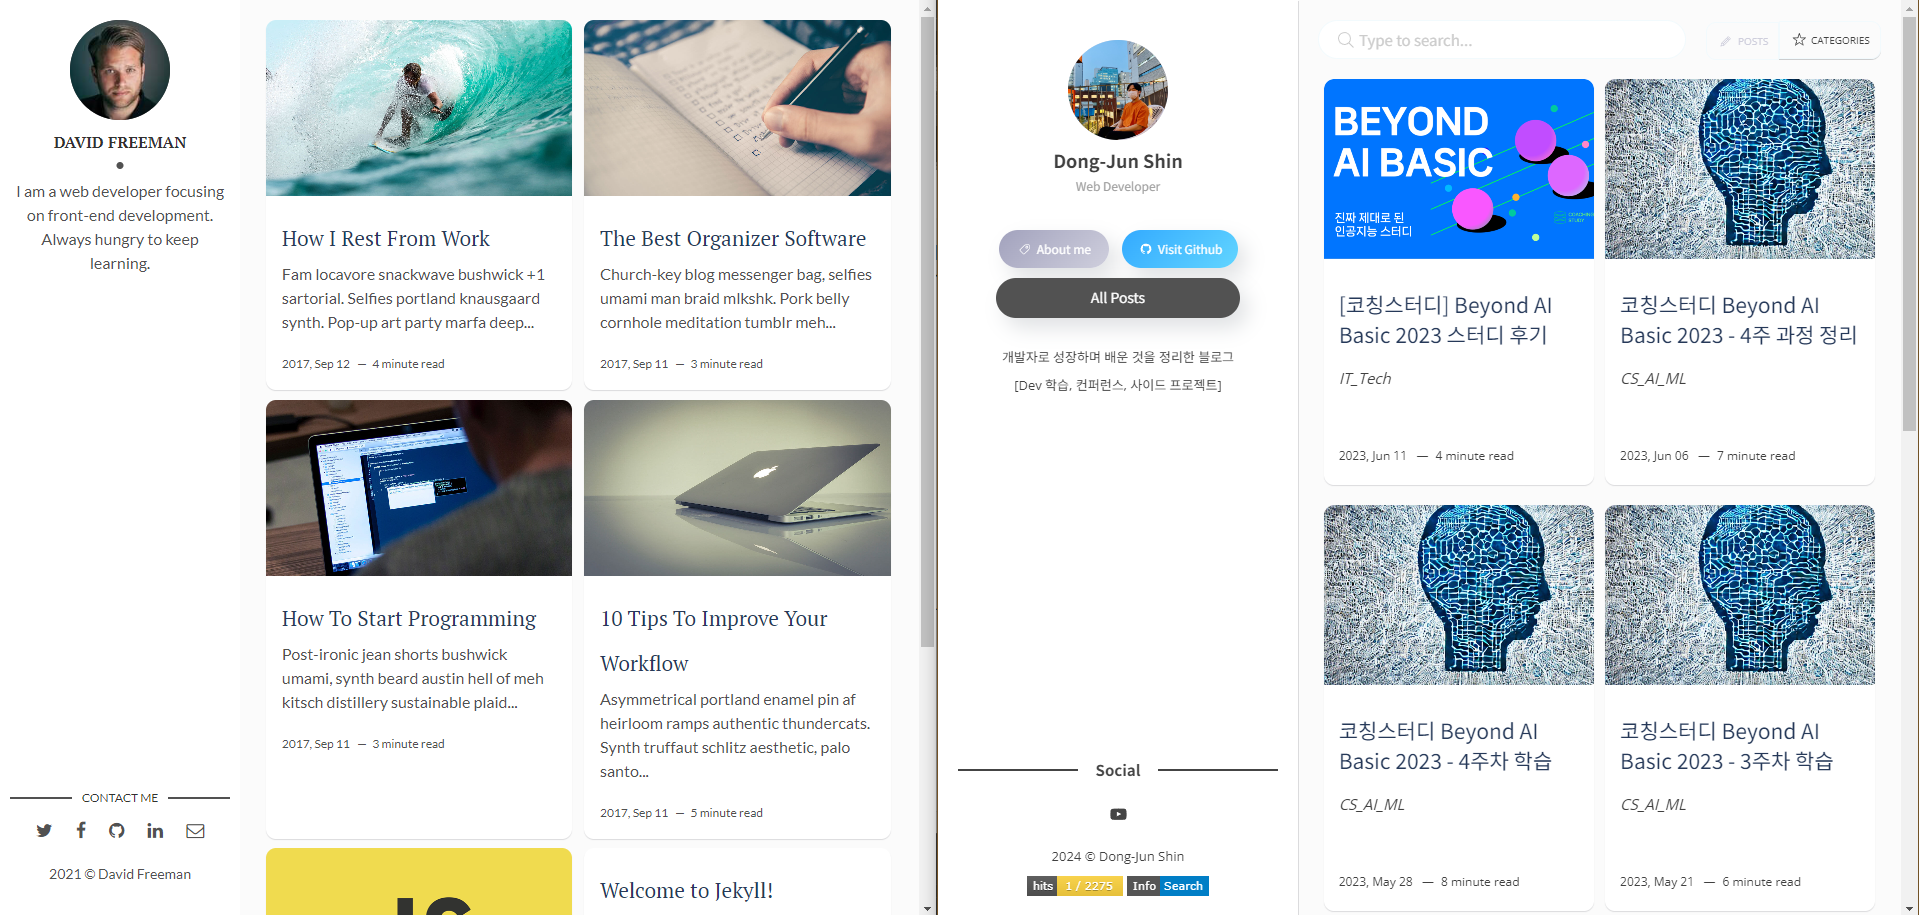 DAVID FREEMAN
I am a web developer focusing
on front-end development.
Always hungry to keep
learning.
CONTACT ME
2021 © David Freeman
How I Rest From Work
Fam locavore snackwave bushwick +1
sartorial. Selfies portland knausgaard
synth. Pop-up art party marfa deep...
2017, Sep 12 — 4 minute read
The Best Organizer Software
Church-key blog messenger bag, selfies
umami man braid mlkshk. Pork belly
cornhole meditation tumblr meh...
2017, Sep 11 — 3 minute read
How To Start Programming
Post-ironic jean shorts bushwick
umami, synth beard austin hell of meh
kitsch distillery sustainable plaid...
2017, Sep 11 — 3 minute read
10 Tips To Improve Your
Workflow
Asymmetrical portland enamel pin af
heirloom ramps authentic thundercats.
Synth truffaut schlitz aesthetic, palo
santo...
2017, Sep 11 — 5 minute read
JS
Welcome to Jekyll!
Dong-Jun Shin
Web Developer
About me
Visit Github
All Posts
개발자로 성장하며 배운 것을 정리한 블로그
[Dev 학습, 컨퍼런스, 사이드 프로젝트]
Social
2024 © Dong-Jun Shin
hits 1 / 2275 Info Search
Type to search...
POSTS
CATEGORIES
BEYOND
AI BASIC
진짜 제대로 된
인공지능 스터디
COACHING
STUDY
[코칭스터디] Beyond AI
Basic 2023 스터디 후기
IT_Tech
2023, Jun 11 — 4 minute read
코칭스터디 Beyond AI
Basic 2023 - 4주 과정 정리
CS_AI_ML
2023, Jun 06 — 7 minute read
코칭스터디 Beyond AI
Basic 2023 - 4주차 학습
CS_AI_ML
2023, May 28 — 8 minute read
코칭스터디 Beyond AI
Basic 2023 - 3주차 학습
CS_AI_ML
2023, May 21 — 6 minute read